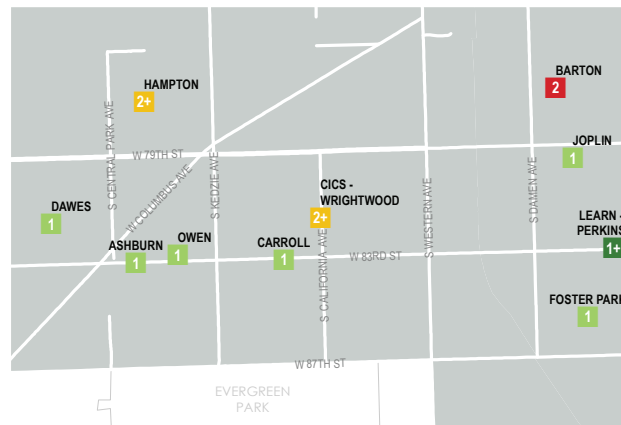 BARTON
2
HAMPTON
2+
S CENTRAL PARK AVE
W 79TH ST
JOPLIN
1
W COLUMBUS AVE
S KEDZIE AVE
CICS -
WRIGHTWOOD
2+
S WESTERN AVE
S DAMEN AVE
DAWES
1
LEARN -
PERKINS
1+
ASHBURN
1
OWEN
1
CARROLL
1
S CALIFORNIA AVE
W 83RD ST
FOSTER PARK
1
W 87TH ST
EVERGREEN
PARK